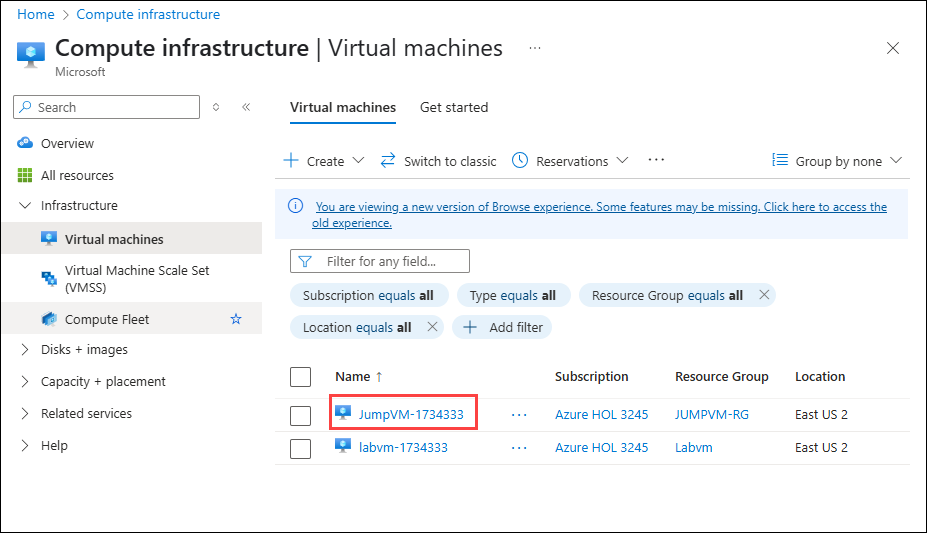 Home > Compute infrastructure
Compute infrastructure | Virtual machines ...
Microsoft
Search
Overview
All resources
Infrastructure
Virtual machines
Virtual Machine Scale Set
(VMSS)
Compute Fleet
Disks + images
Capacity + placement
Related services
Help
Virtual machines Get started
Create Switch to classic Reservations ... Group by none
You are viewing a new version of Browse experience. Some features may be missing. Click here to access the
old experience.
Filter for any field...
Subscription equals all Type equals all Resource Group equals all
Location equals all Add filter
Name ↑ Subscription Resource Group Location
JumpVM-1734333 ... Azure HOL 3245 JUMPVM-RG East US 2
labvm-1734333 ... Azure HOL 3245 Labvm East US 2